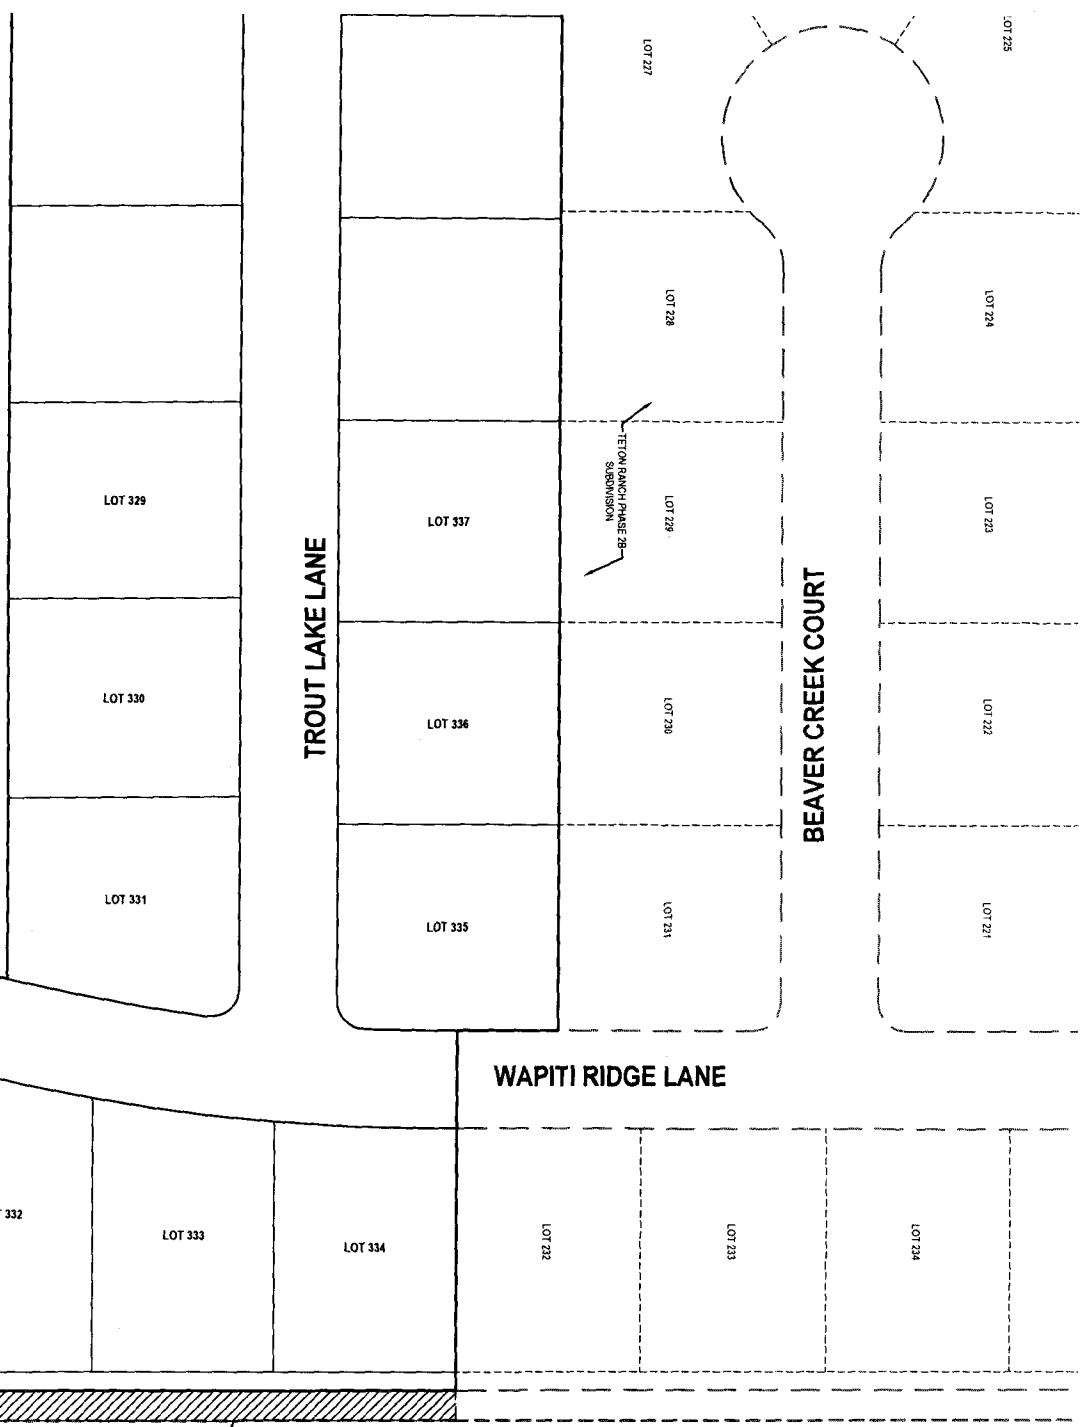 LOT 227
LOT 225
LOT 228
LOT 224
TETON RANCH PHASE 2B
SUBDIVISION
LOT 329
LOT 337
LOT 229
LOT 223
TROUT LAKE LANE
BEAVER CREEK COURT
LOT 330
LOT 336
LOT 230
LOT 222
LOT 331
LOT 335
LOT 231
LOT 221
WAPITI RIDGE LANE
332
LOT 333
LOT 334
LOT 232
LOT 233
LOT 234